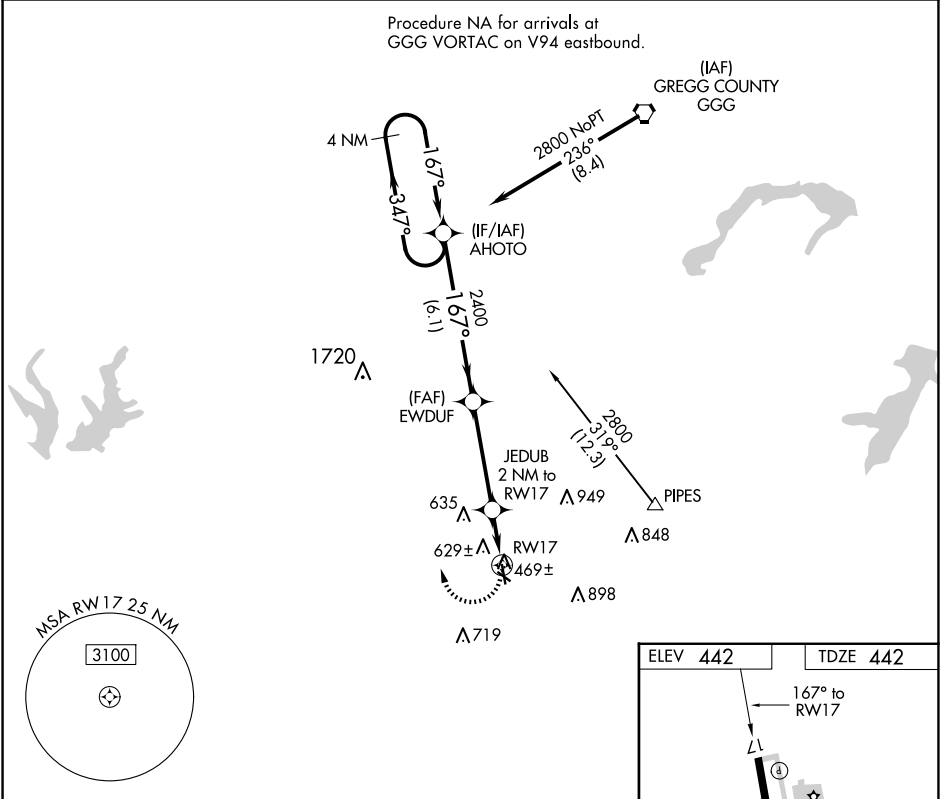 Procedure NA for arrivals at
GGG VORTAC on V94 eastbound.
(IAF)
GREGG COUNTY
GGG
2800 NoPT
236°
(8.4)
4 NM
167°
347°
(IF/IAF)
AHOTO
2400
167°
(6.1)
1720
(FAF)
EWDUF
2800
319°
(12.3)
JEDUB
2 NM to
RW17
949
PIPES
635
848
629±
RW17
469±
898
719
MSA RW17 25 NM
3100
ELEV 442
TDZE 442
167° to
RW17
17
P